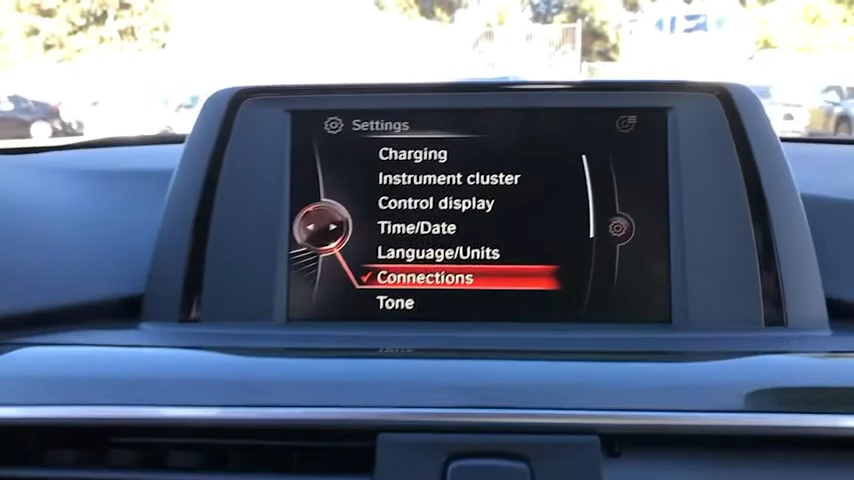 Settings
Charging
Instrument cluster
Control display
Time/Date
Language/Units
Connections
Tone